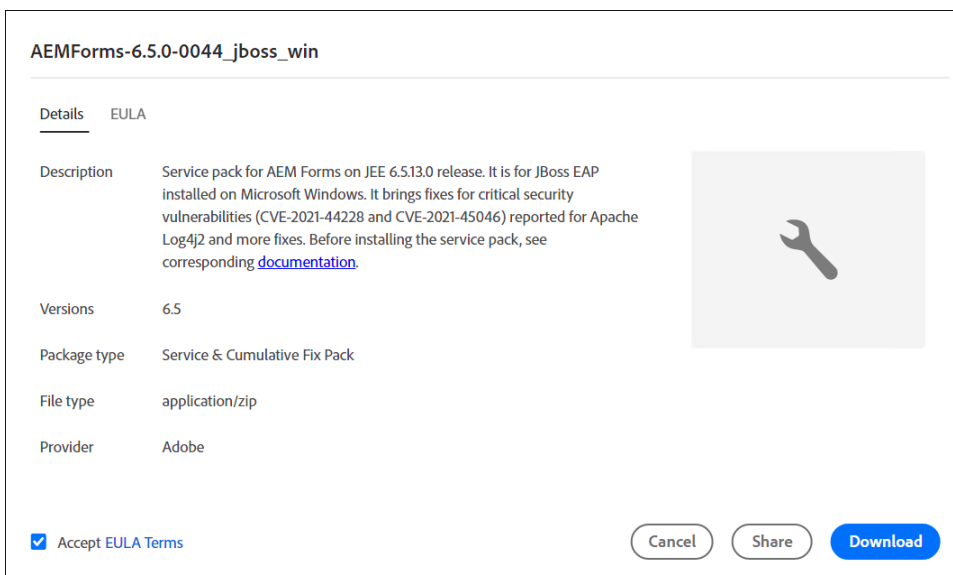 AEMForms-6.5.0-0044_jboss_win
Details EULA
Description Service pack for AEM Forms on JEE 6.5.13.0 release. It is for JBoss EAP
installed on Microsoft Windows. It brings fixes for critical security
vulnerabilities (CVE-2021-44228 and CVE-2021-45046) reported for Apache
Log4j2 and more fixes. Before installing the service pack, see
corresponding documentation.
Versions 6.5
Package type Service & Cumulative Fix Pack
File type application/zip
Provider Adobe
Accept EULA Terms Cancel Share Download